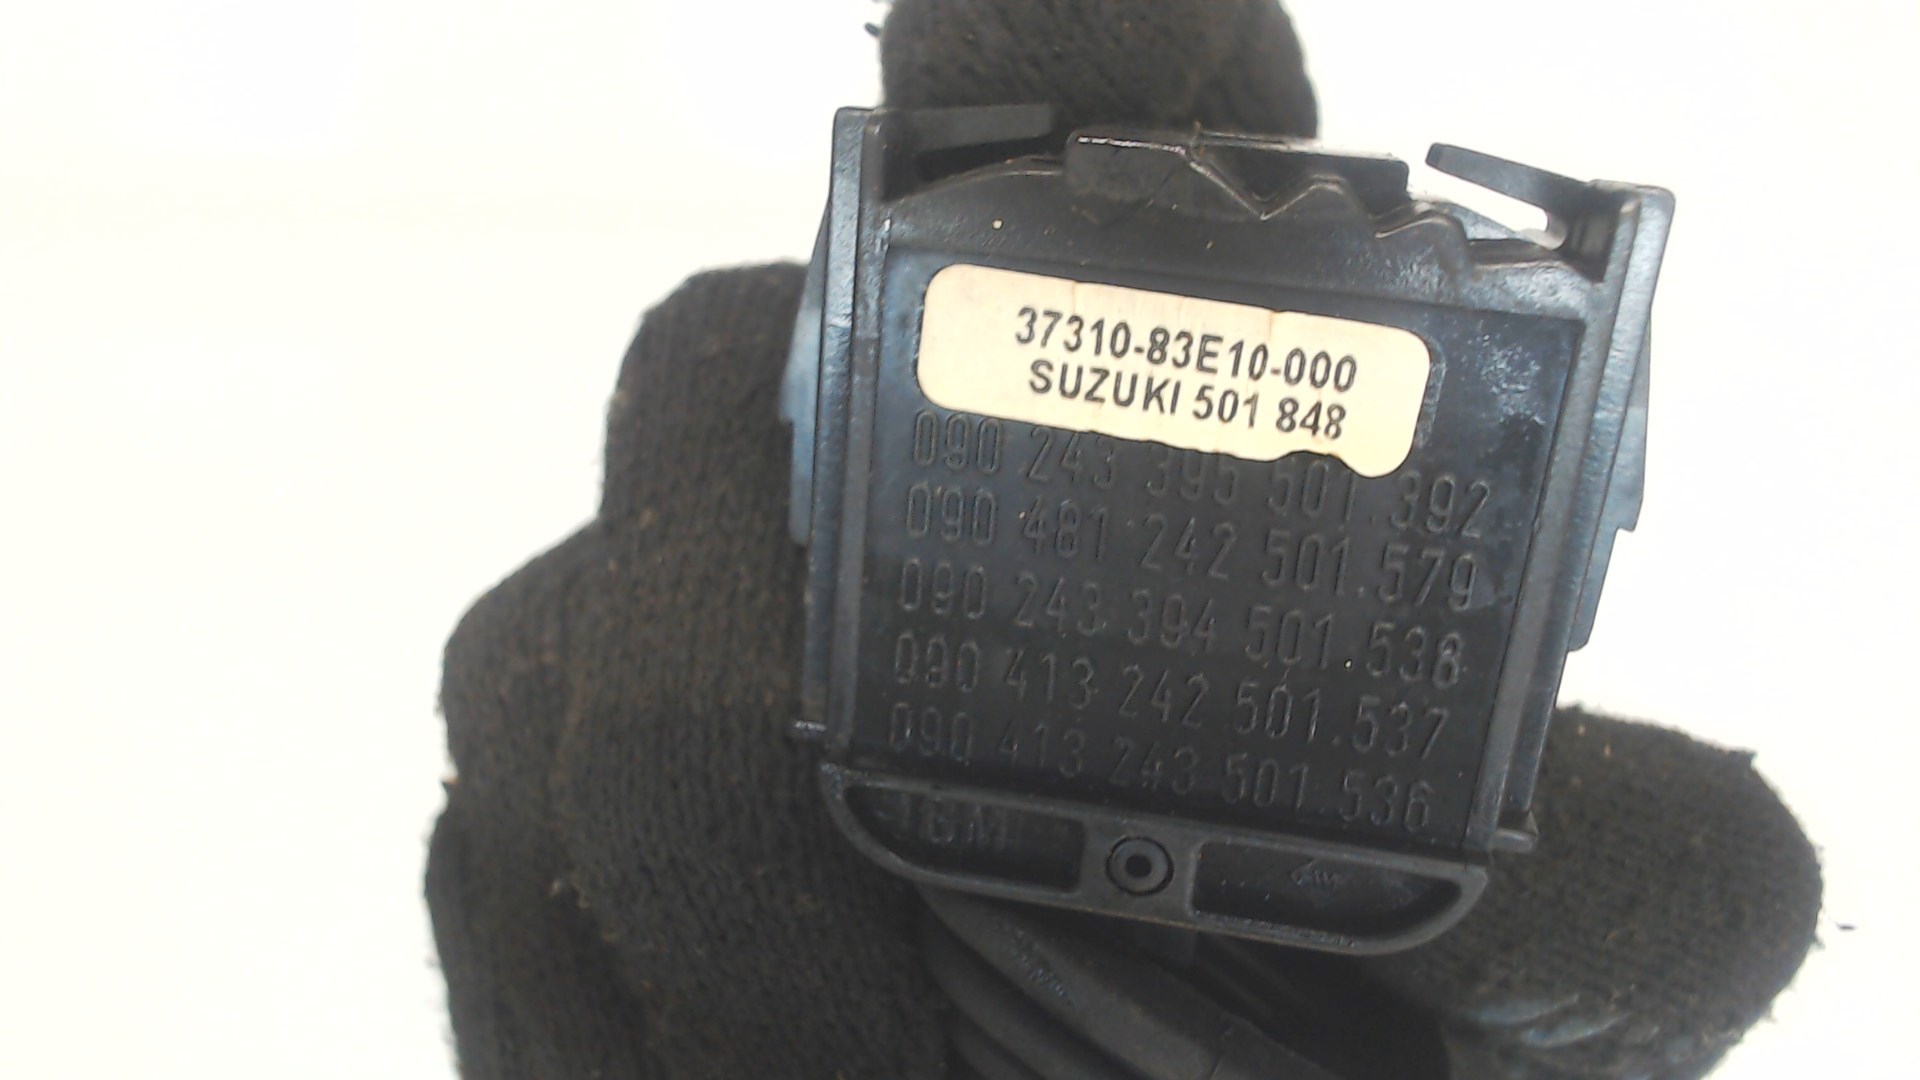 37310-83E10-000
SUZUKI 501 848
090 243 395 501.392
090 481 242 501.579
090 243 394 501.538
090 413 242 501.537
090 413 243 501.536